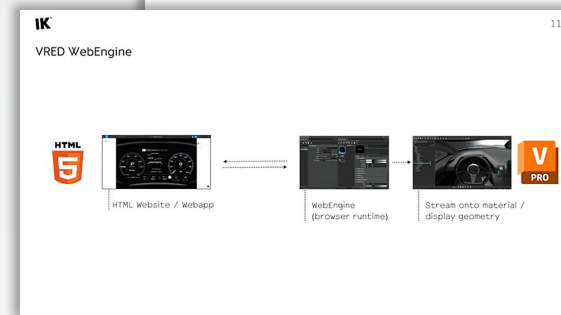 IK
11
VRED WebEngine
HTML
5
V
PRO
HTML Website / Webapp
WebEngine
(browser runtime)
Stream onto material /
display geometry